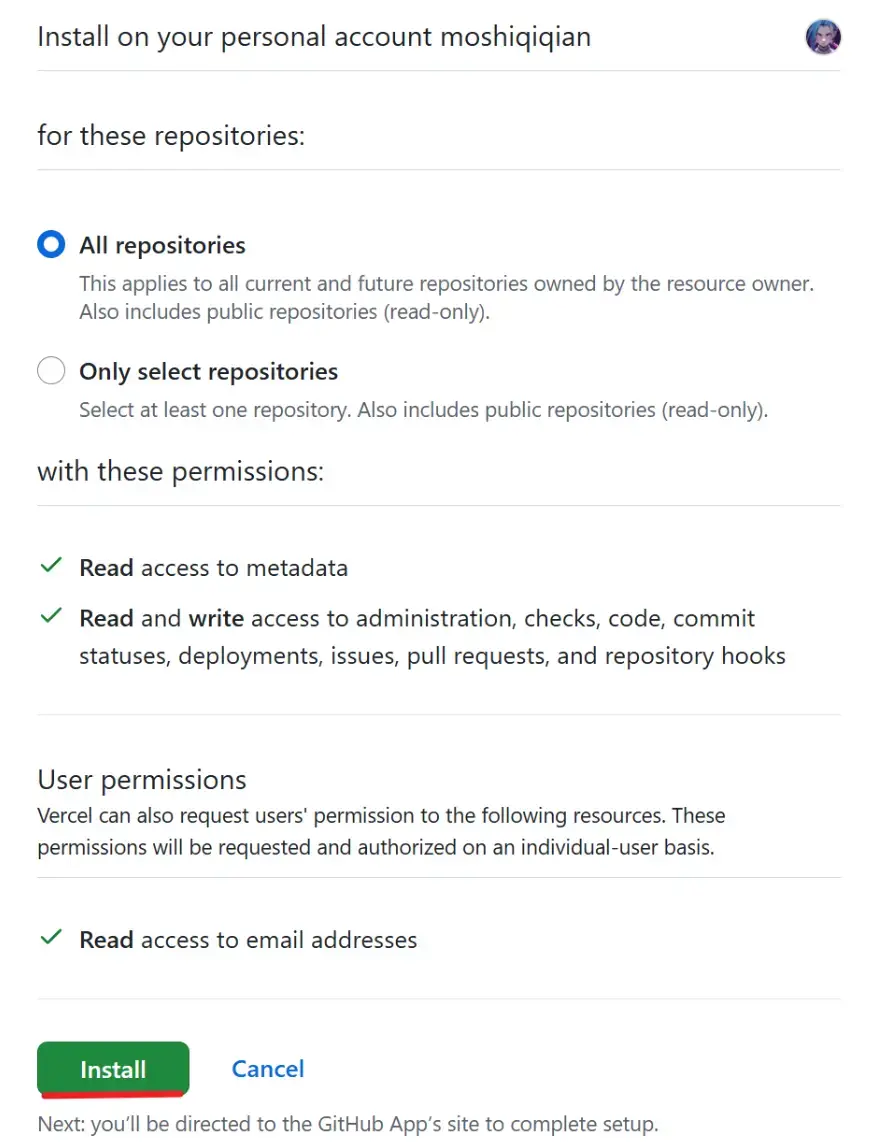 Install on your personal account moshiqiqian
for these repositories:
All repositories
This applies to all current and future repositories owned by the resource owner.
Also includes public repositories (read-only).
Only select repositories
Select at least one repository. Also includes public repositories (read-only).
with these permissions:
Read access to metadata
Read and write access to administration, checks, code, commit
statuses, deployments, issues, pull requests, and repository hooks
User permissions
Vercel can also request users' permission to the following resources. These
permissions will be requested and authorized on an individual-user basis.
Read access to email addresses
Install Cancel
Next: you’ll be directed to the GitHub App’s site to complete setup.